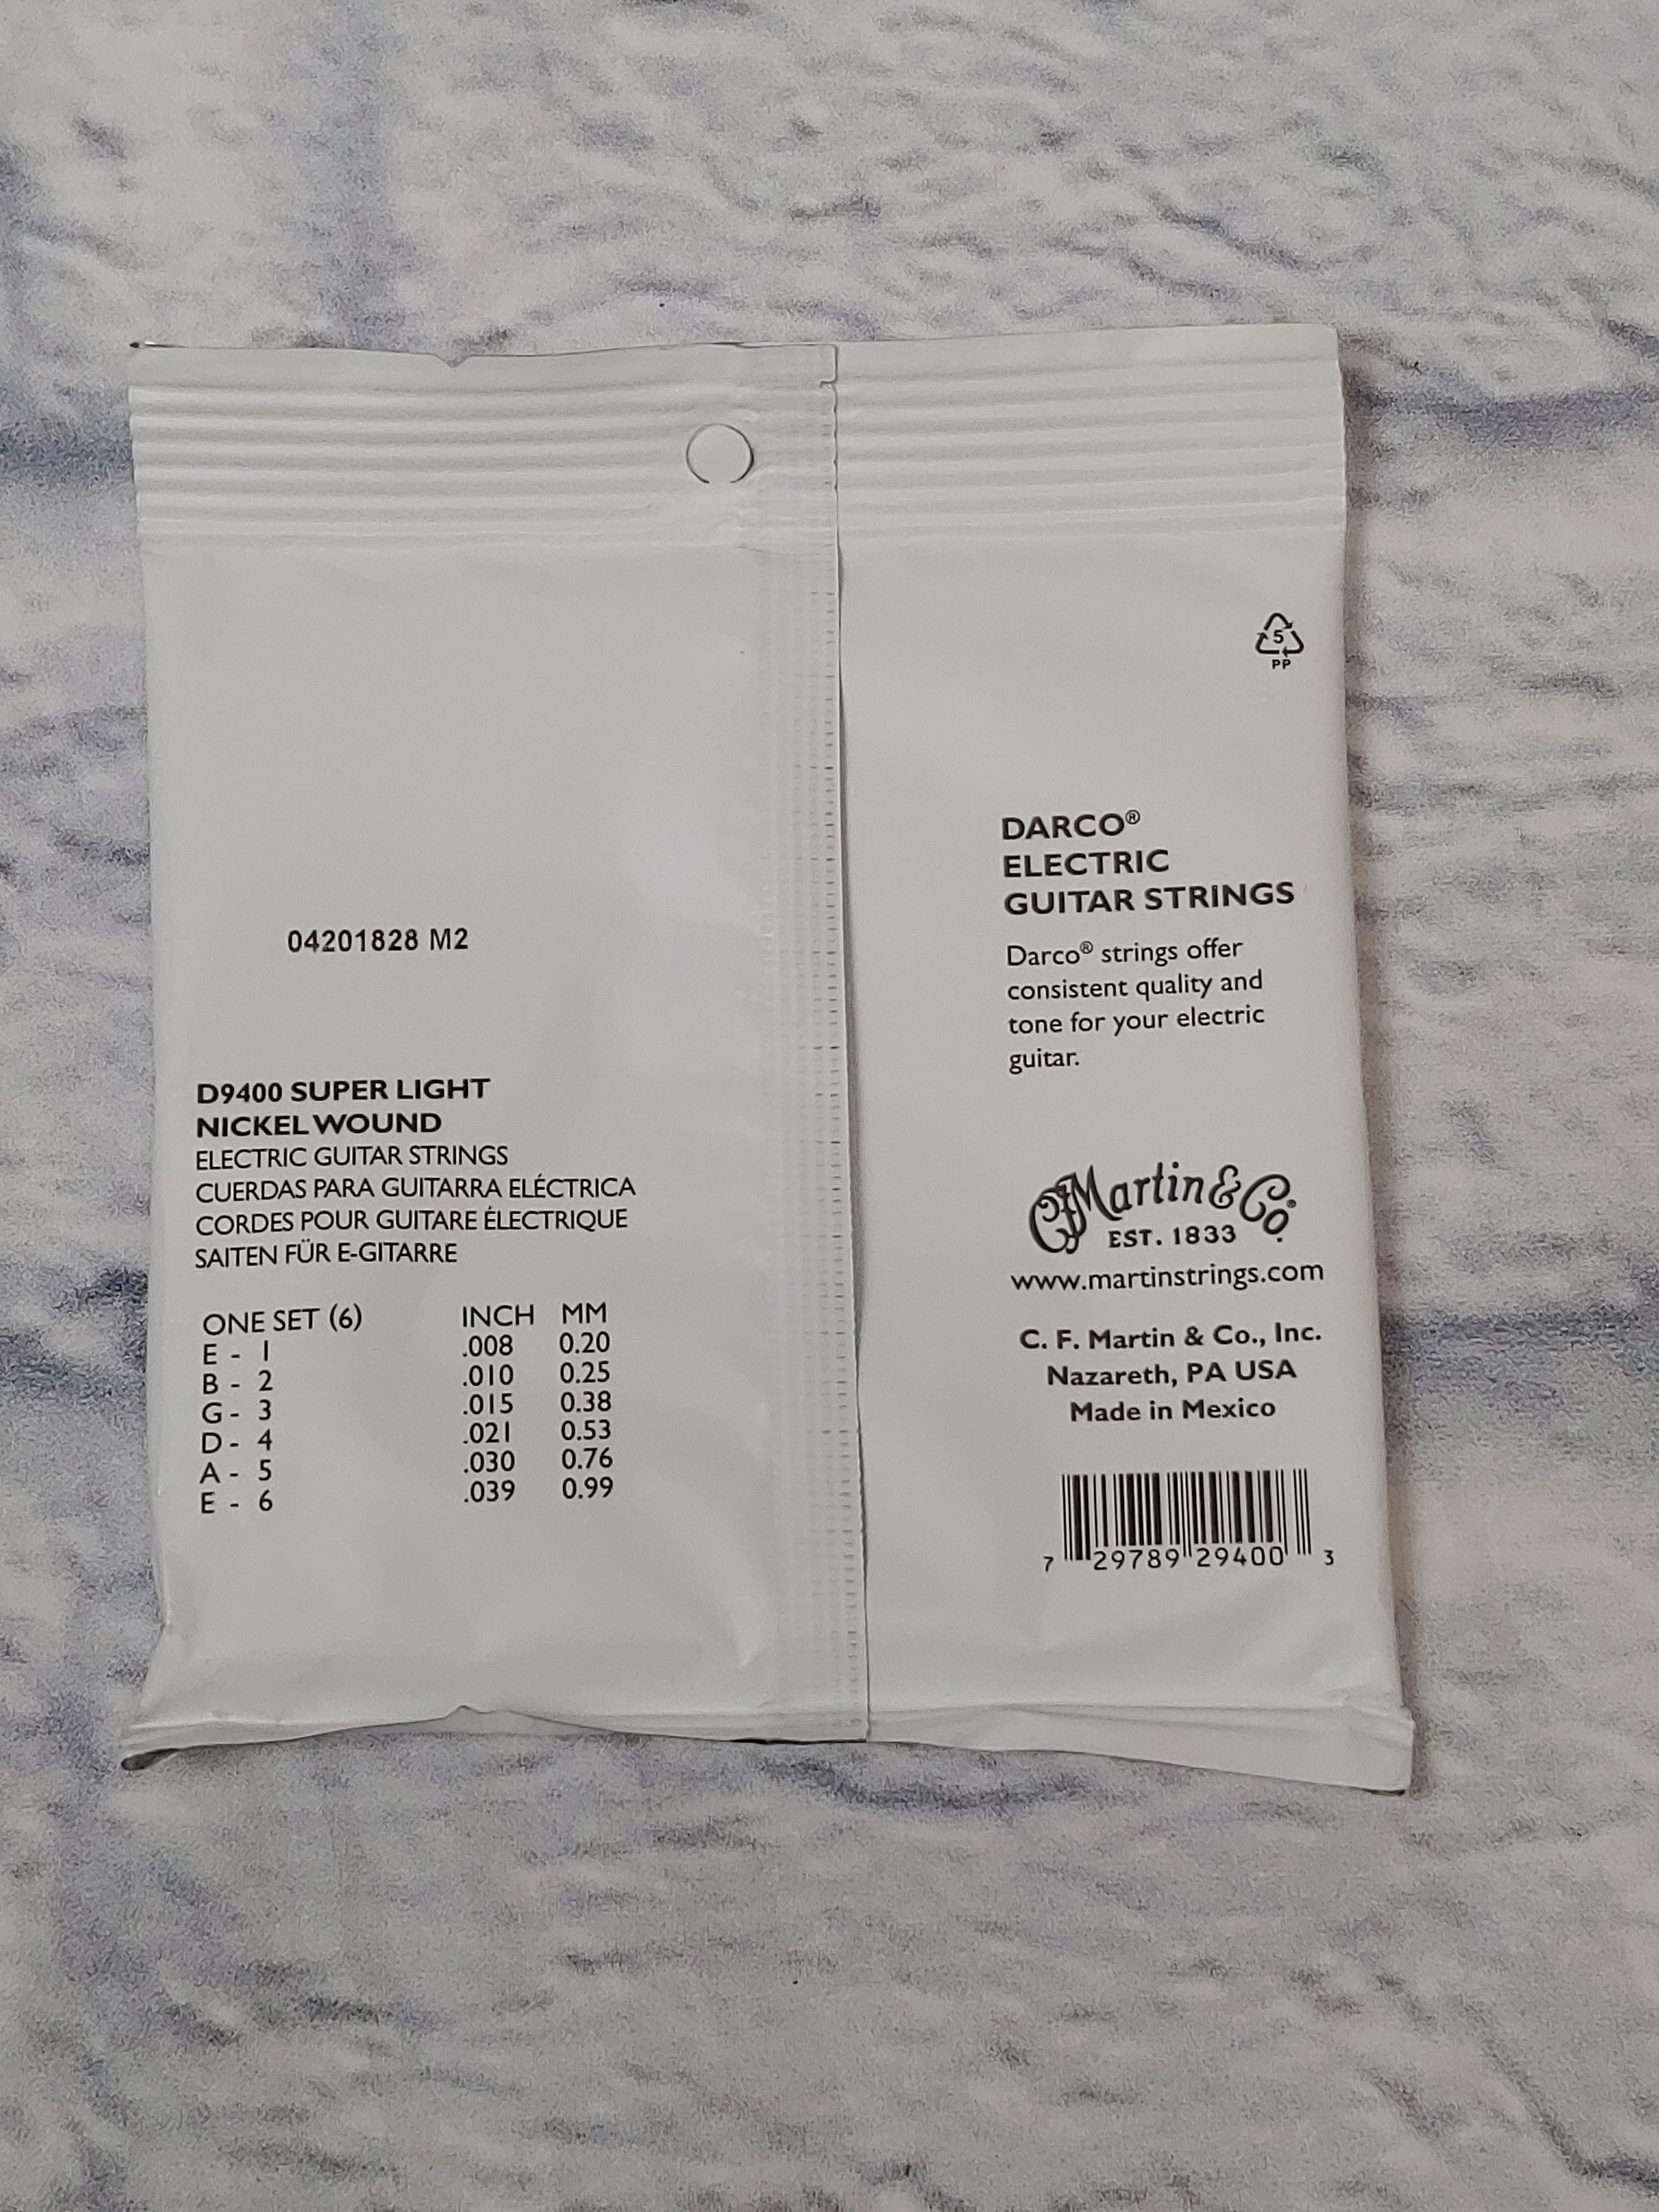 04201828 M2
D9400 SUPER LIGHT
NICKEL WOUND
ELECTRIC GUITAR STRINGS
CUERDAS PARA GUITARRA ELÉCTRICA
CORDES POUR GUITARE ÉLECTRIQUE
SAITEN FÜR E-GITARRE
ONE SET (6) INCH MM
E - 1 .008 0.20
B - 2 .010 0.25
G - 3 .015 0.38
D - 4 .021 0.53
A - 5 .030 0.76
E - 6 .039 0.99
5
PP
DARCO®
ELECTRIC
GUITAR STRINGS
Darco® strings offer
consistent quality and
tone for your electric
guitar.
CF Martin & Co.®
EST. 1833
www.martinstrings.com
C. F. Martin & Co., Inc.
Nazareth, PA USA
Made in Mexico
7 29789 29400 3